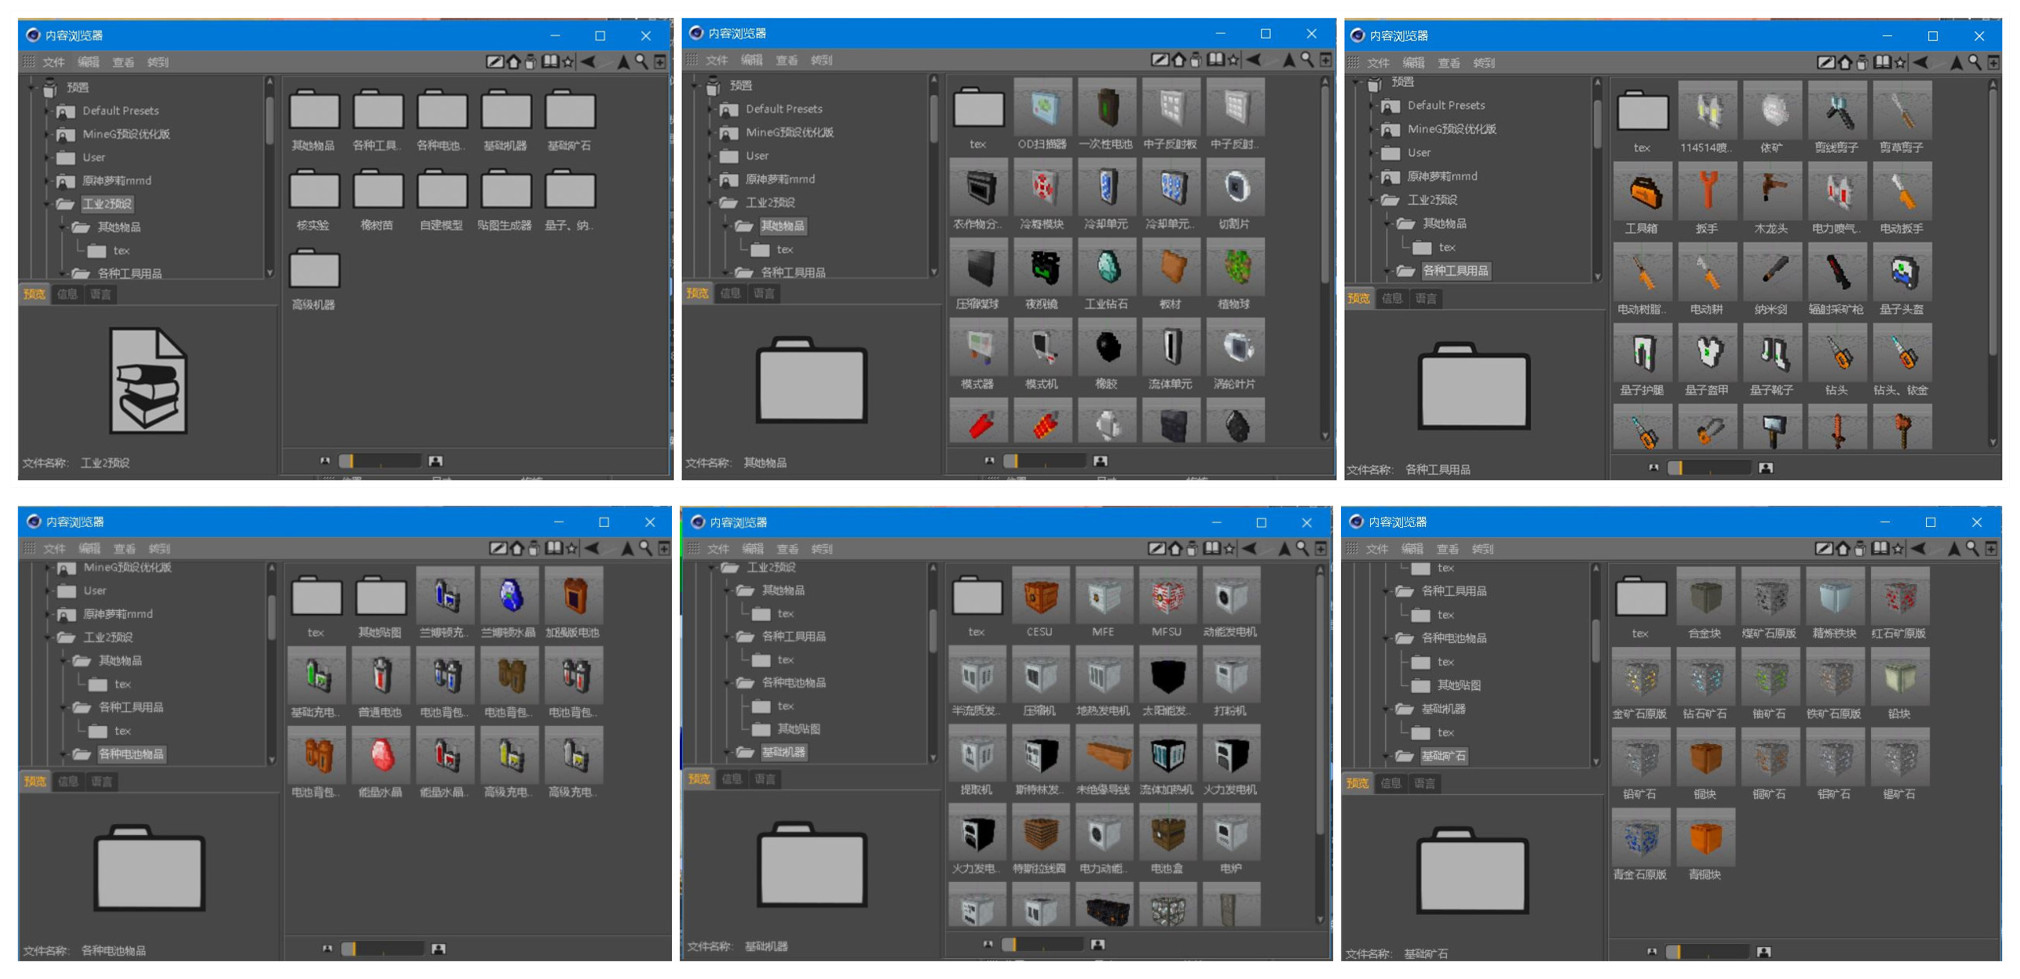 内容浏览器
文件 编辑 查看 转到
预置
Default Presets
MineG预设优化版
User
原神萝莉mmd
工业2预设
其她物品
tex
各种工具用品
其她物品 各种工具.. 各种电池.. 基础机器 基础矿石
核实验 橡树苗 自建模型 贴图生成器 量子、纳..
高级机器
预览 信息 语言
文件名称: 工业2预设
内容浏览器
文件 编辑 查看 转到
预置
Default Presets
MineG预设优化版
User
原神萝莉mmd
工业2预设
其她物品
tex
各种工具用品
tex OD扫描器 一次性电池 中子反射板 中子反射..
农作物分.. 冷凝模块 冷却单元 冷却单元.. 切割片
压缩煤球 夜视镜 工业钻石 板材 植物球
模式器 模式机 橡胶 流体单元 涡轮叶片
预览 信息 语言
文件名称: 其她物品
内容浏览器
文件 编辑 查看 转到
预置
Default Presets
MineG预设优化版
User
原神萝莉mmd
工业2预设
其她物品
tex
各种工具用品
tex 114514喷.. 依矿 剪线剪子 剪草剪子
工具箱 扳手 木龙头 电力喷气.. 电动扳手
电动树脂.. 电动耕 纳米剑 辐射采矿枪 量子头盔
量子护腿 量子盔甲 量子靴子 钻头 钻头、铱金
预览 信息 语言
文件名称: 各种工具用品
内容浏览器
文件 编辑 查看 转到
MineG预设优化版
User
原神萝莉mmd
工业2预设
其她物品
tex
各种工具用品
tex
各种电池物品
tex 其她贴图 兰博顿充.. 兰博顿水晶 加强版电池
基础充电.. 普通电池 电池背包.. 电池背包.. 电池背包..
电池背包.. 能量水晶 能量水晶.. 高级充电.. 高级充电..
预览 信息 语言
文件名称: 各种电池物品
内容浏览器
文件 编辑 查看 转到
工业2预设
其她物品
tex
各种工具用品
tex
各种电池物品
tex
其她贴图
基础机器
tex CESU MFE MFSU 动能发电机
半流质发.. 压缩机 地热发电机 太阳能发.. 打粉机
提取机 斯特林发.. 未绝缘导线 流体加热机 火力发电机
火力发电.. 特斯拉线圈 电力动能.. 电池盒 电炉
预览 信息 语言
文件名称: 基础机器
内容浏览器
文件 编辑 查看 转到
tex
各种工具用品
tex
各种电池物品
tex
其她贴图
基础机器
tex
基础矿石
tex 合金块 煤矿石原版 精炼铁块 红石矿原版
金矿石原版 钻石矿石 铀矿石 铁矿石原版 铅块
铅矿石 铜块 铜矿石 铝矿石 锡矿石
青金石原版 青铜块
预览 信息 语言
文件名称: 基础矿石